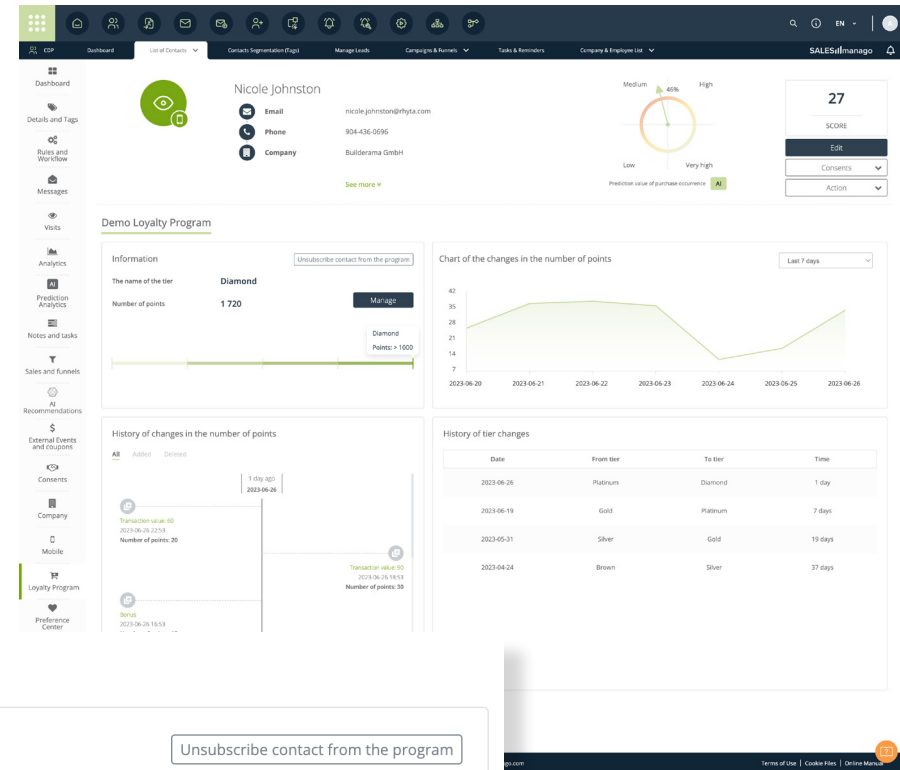 EN
A
CDP
Dashboard
List of Contacts
Contacts Segmentation (Tags)
Manage Leads
Campaigns & Funnels
Tasks & Reminders
Company & Employee List
SALESmanago
Dashboard
Details and Tags
Rules and
Workflow
Messages
Visits
Analytics
AI
Prediction
Analytics
Notes and tasks
Sales and funnels
AI
Recommendations
External Events
and coupons
Consents
Company
Mobile
Loyalty Program
Preference
Center
Nicole Johnston
Email nicole.johnston@rhyta.com
Phone 904-436-0696
Company Builderama GmbH
See more
Medium 46% High
Low Very high
Prediction value of purchase occurrence AI
27
SCORE
Edit
Consents
Action
Demo Loyalty Program
Information
Unsubscribe contact from the program
The name of the tier Diamond
Number of points 1 720
Manage
Diamond
Points: > 1000
Chart of the changes in the number of points
Last 7 days
42
35
28
21
14
7
2023-06-20 2023-06-21 2023-06-22 2023-06-23 2023-06-24 2023-06-25 2023-06-26
History of changes in the number of points
All Added Deleted
1 day ago
2023-06-26
Transaction value: 60
2023-06-26 22:53
Number of points: 20
Transaction value: 90
2023-06-26 18:53
Number of points: 30
Bonus
2023-06-26 16:53
History of tier changes
Date From tier To tier Time
2023-06-26 Platinum Diamond 1 day
2023-06-19 Gold Platinum 7 days
2023-05-31 Silver Gold 19 days
2023-04-24 Brown Silver 37 days
Unsubscribe contact from the program
ago.com
Terms of Use | Cookie Files | Online Manual